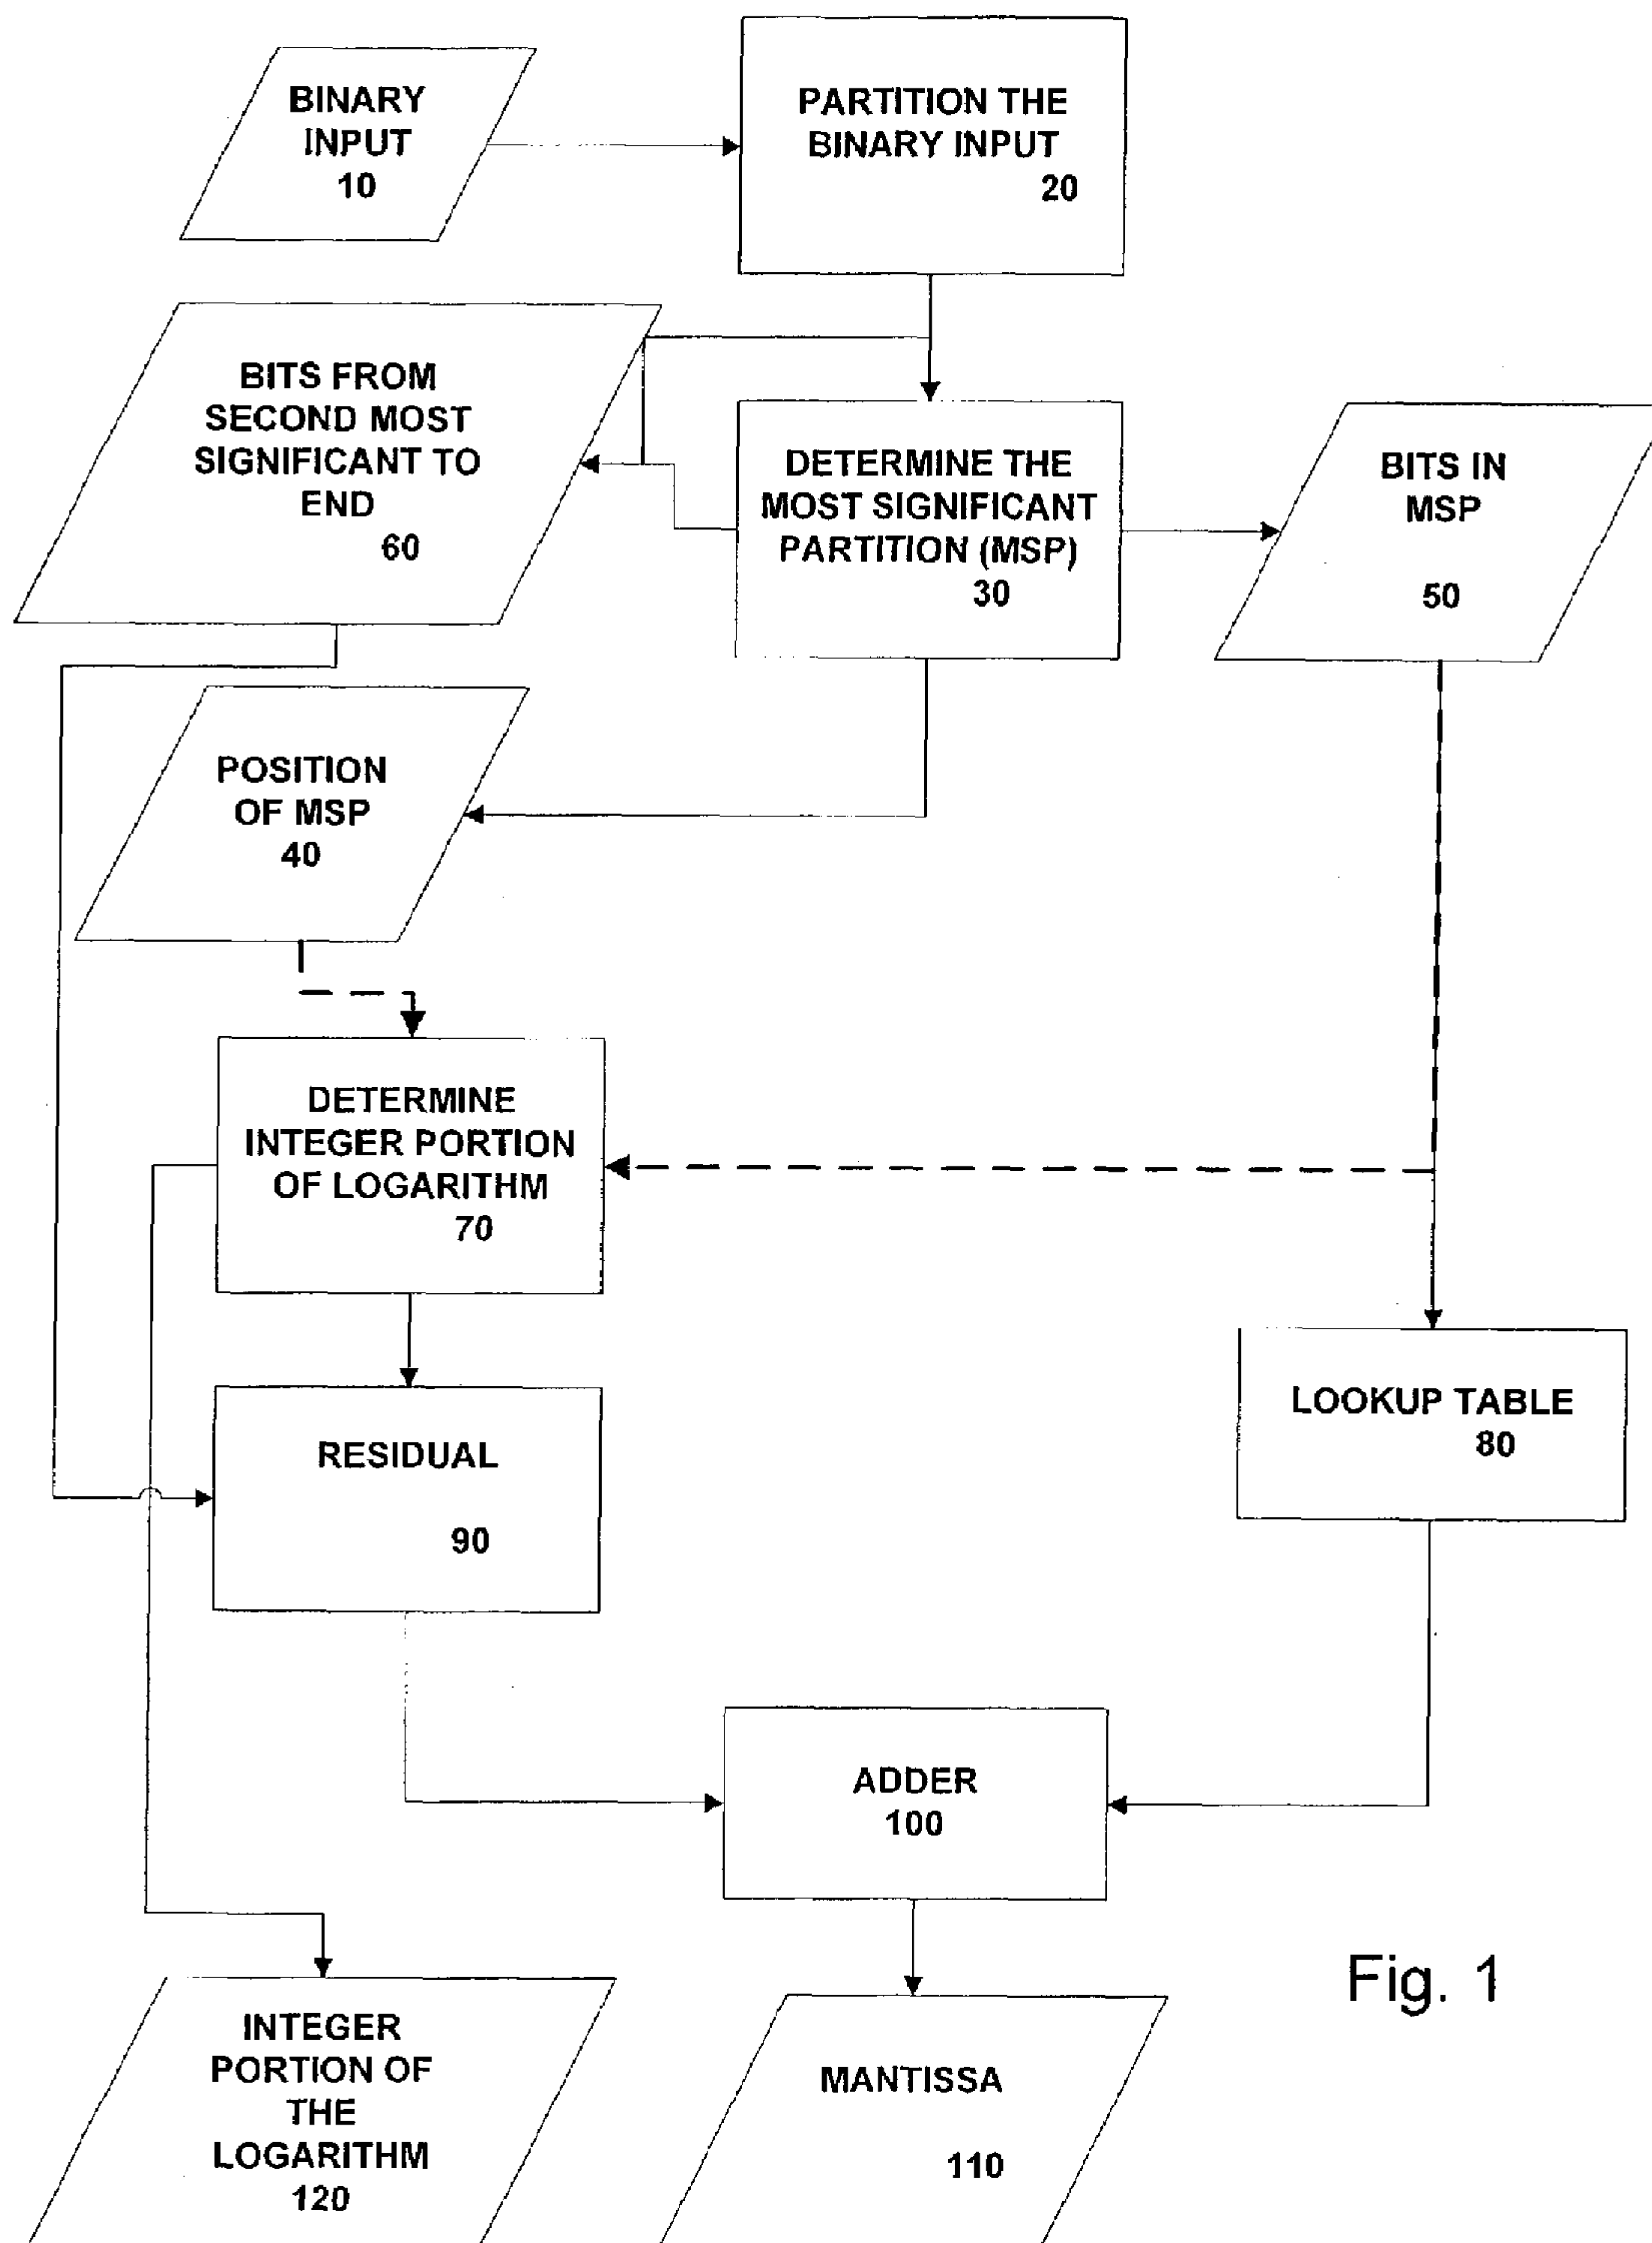 BINARY
INPUT
10
PARTITION THE
BINARY INPUT
20
BITS FROM
SECOND MOST
SIGNIFICANT TO
END
60
DETERMINE THE
MOST SIGNIFICANT
PARTITION (MSP)
30
BITS IN
MSP
50
POSITION
OF MSP
40
DETERMINE
INTEGER PORTION
OF LOGARITHM
70
LOOKUP TABLE
80
RESIDUAL
90
ADDER
100
INTEGER
PORTION OF
THE
LOGARITHM
120
MANTISSA
110
Fig. 1